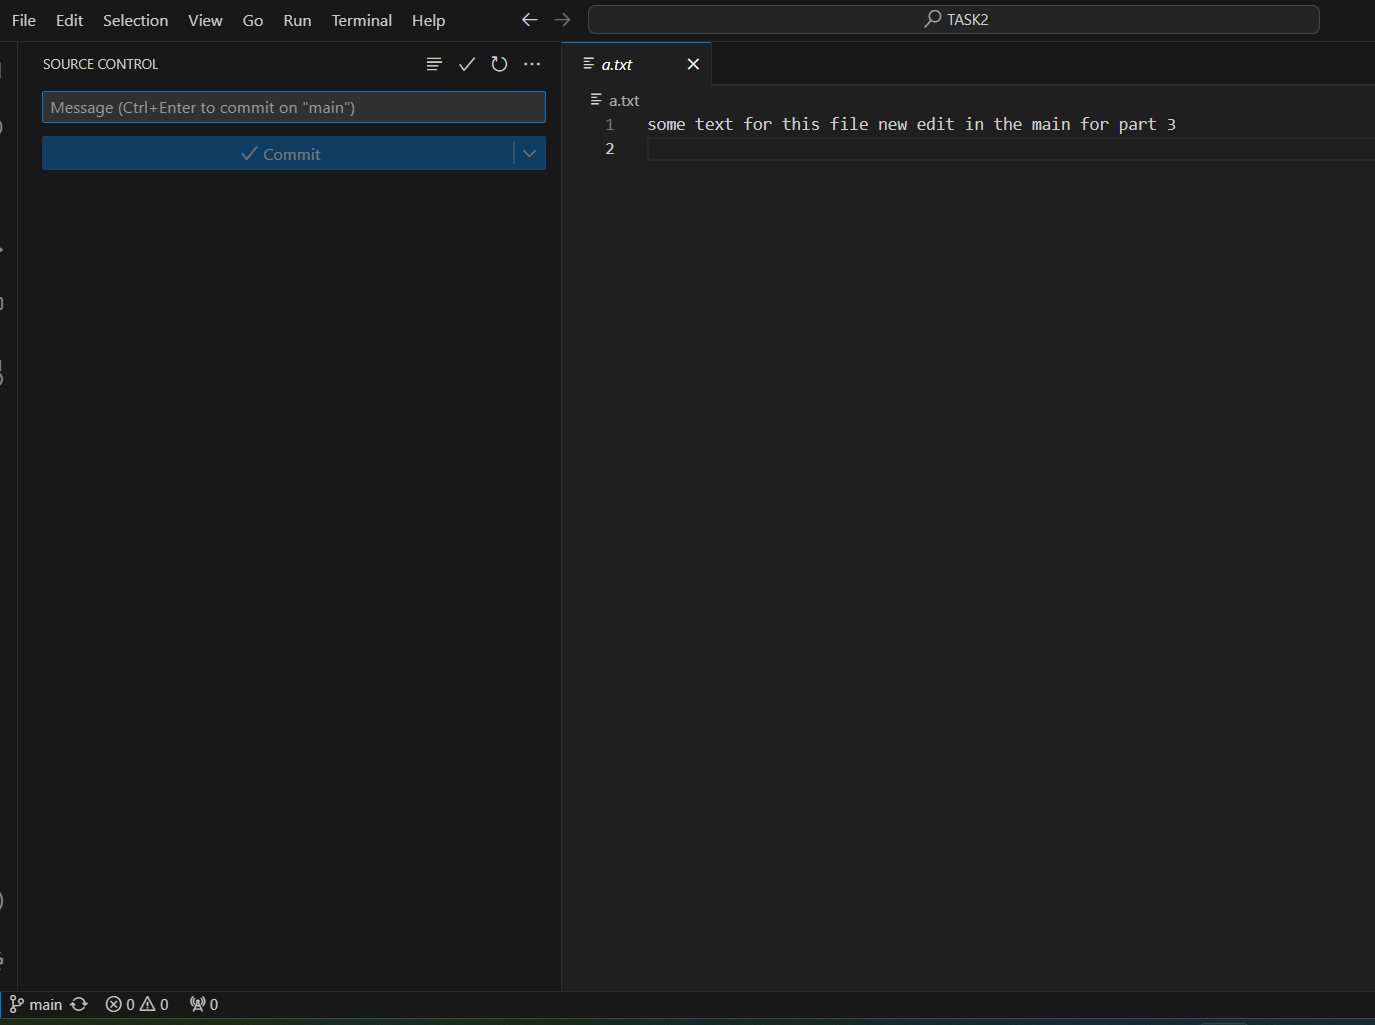 File Edit Selection View Go Run Terminal Help
TASK2
SOURCE CONTROL
Message (Ctrl+Enter to commit on "main")
Commit
a.txt
a.txt
1 some text for this file new edit in the main for part 3
2
main 0 0 0